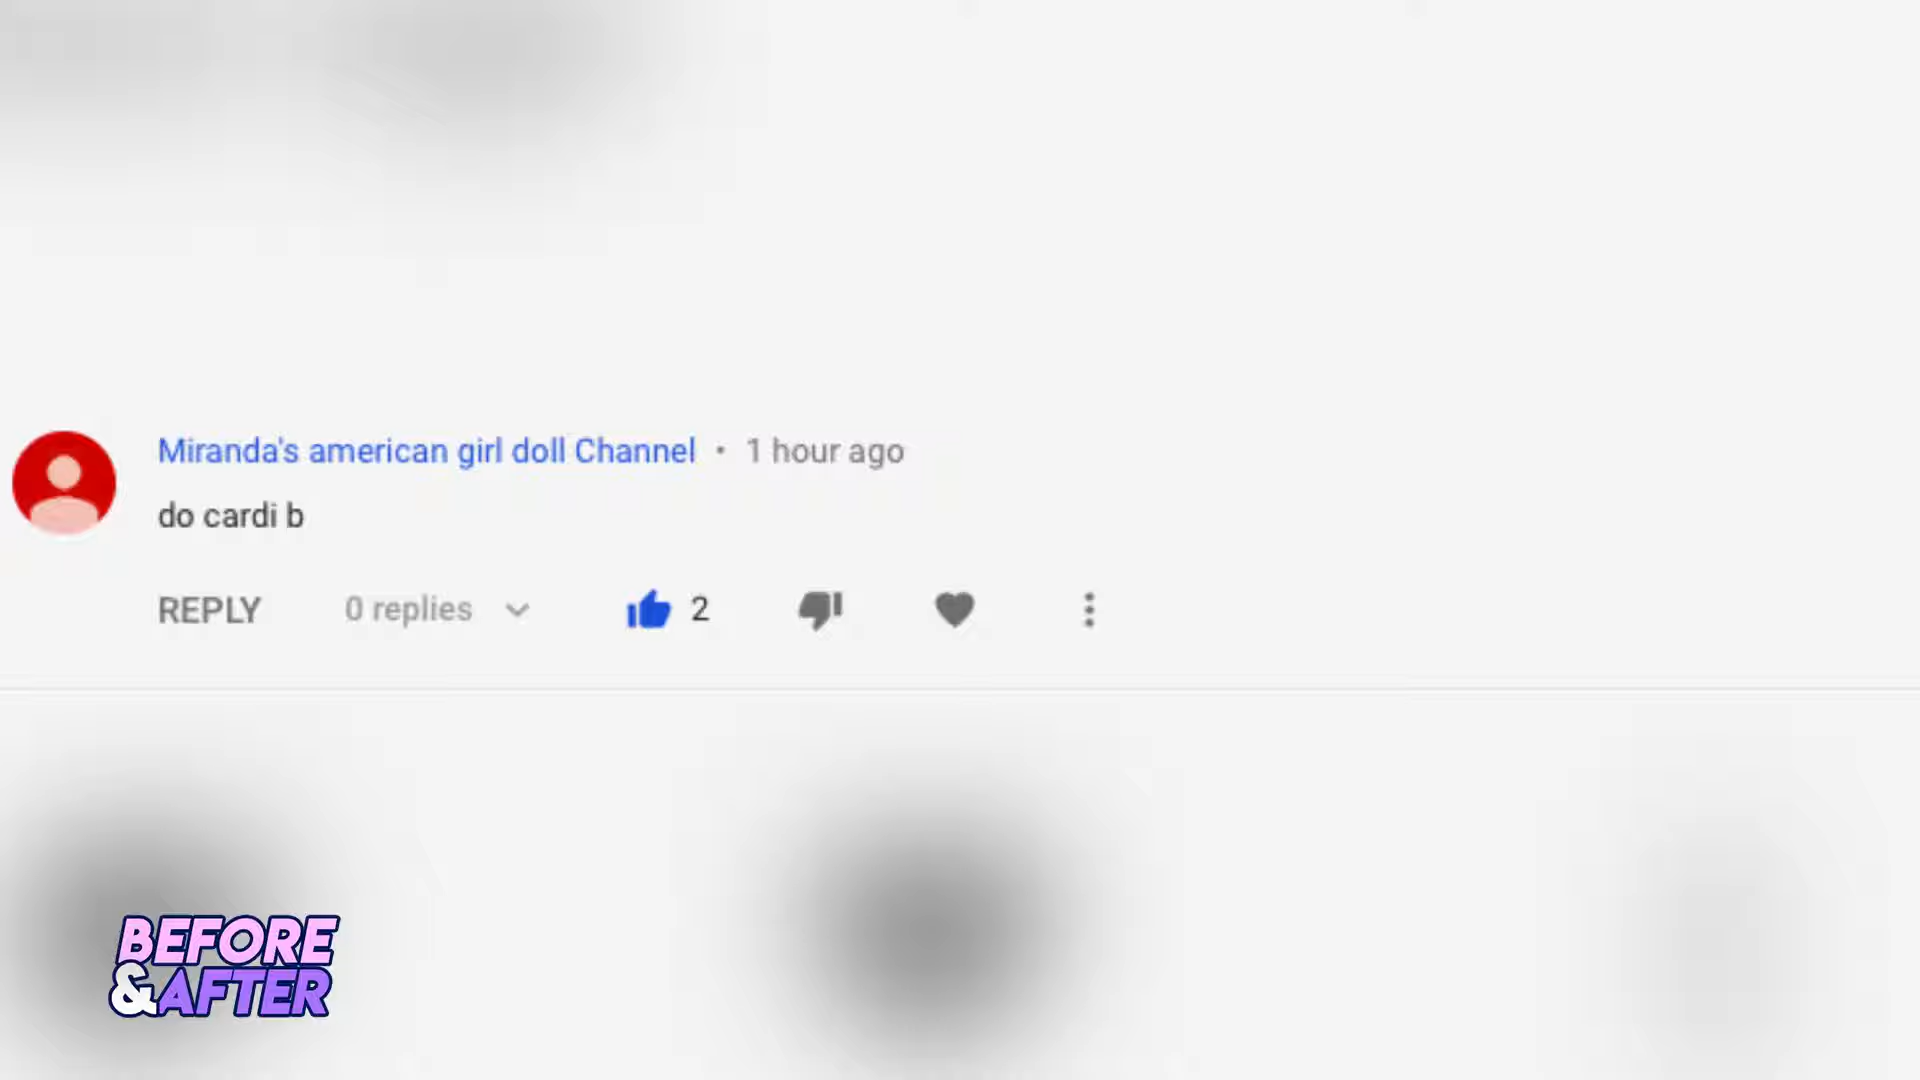 Miranda's american girl doll Channel • 1 hour ago
do cardi b
REPLY 0 replies 2
BEFORE
&AFTER